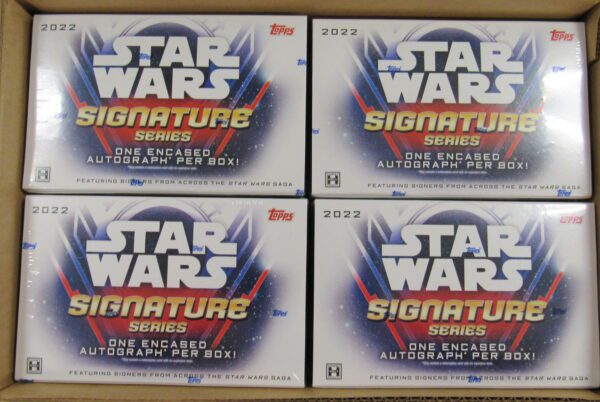 2022
Topps
STAR
WARS
SIGNATURE
SERIES
ONE ENCASED
AUTOGRAPH* PER BOX!
H
FEATURING SIGNERS FROM ACROSS THE STAR WARS SAGA
2022
Topps
STAR
WARS
SIGNATURE
SERIES
ONE ENCASED
AUTOGRAPH* PER BOX!
H
FEATURING SIGNERS FROM ACROSS THE STAR WARS SAGA
2022
Topps
STAR
WARS
SIGNATURE
SERIES
ONE ENCASED
AUTOGRAPH* PER BOX!
H
FEATURING SIGNERS FROM ACROSS THE STAR WARS SAGA
2022
Topps
STAR
WARS
SIGNATURE
SERIES
ONE ENCASED
AUTOGRAPH* PER BOX!
H
FEATURING SIGNERS FROM ACROSS THE STAR WARS SAGA